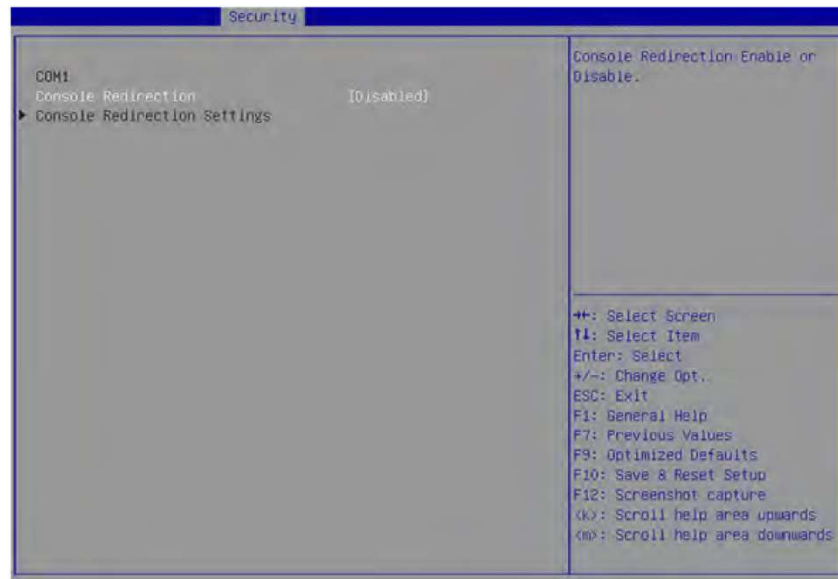 Security
COM1
Console Redirection [Disabled]
► Console Redirection Settings
Console Redirection Enable or
Disable.
→←: Select Screen
↑↓: Select Item
Enter: Select
+/-: Change Opt.
ESC: Exit
F1: General Help
F7: Previous Values
F9: Optimized Defaults
F10: Save & Reset Setup
F12: Screenshot capture
<k>: Scroll help area upwards
<m>: Scroll help area downwards